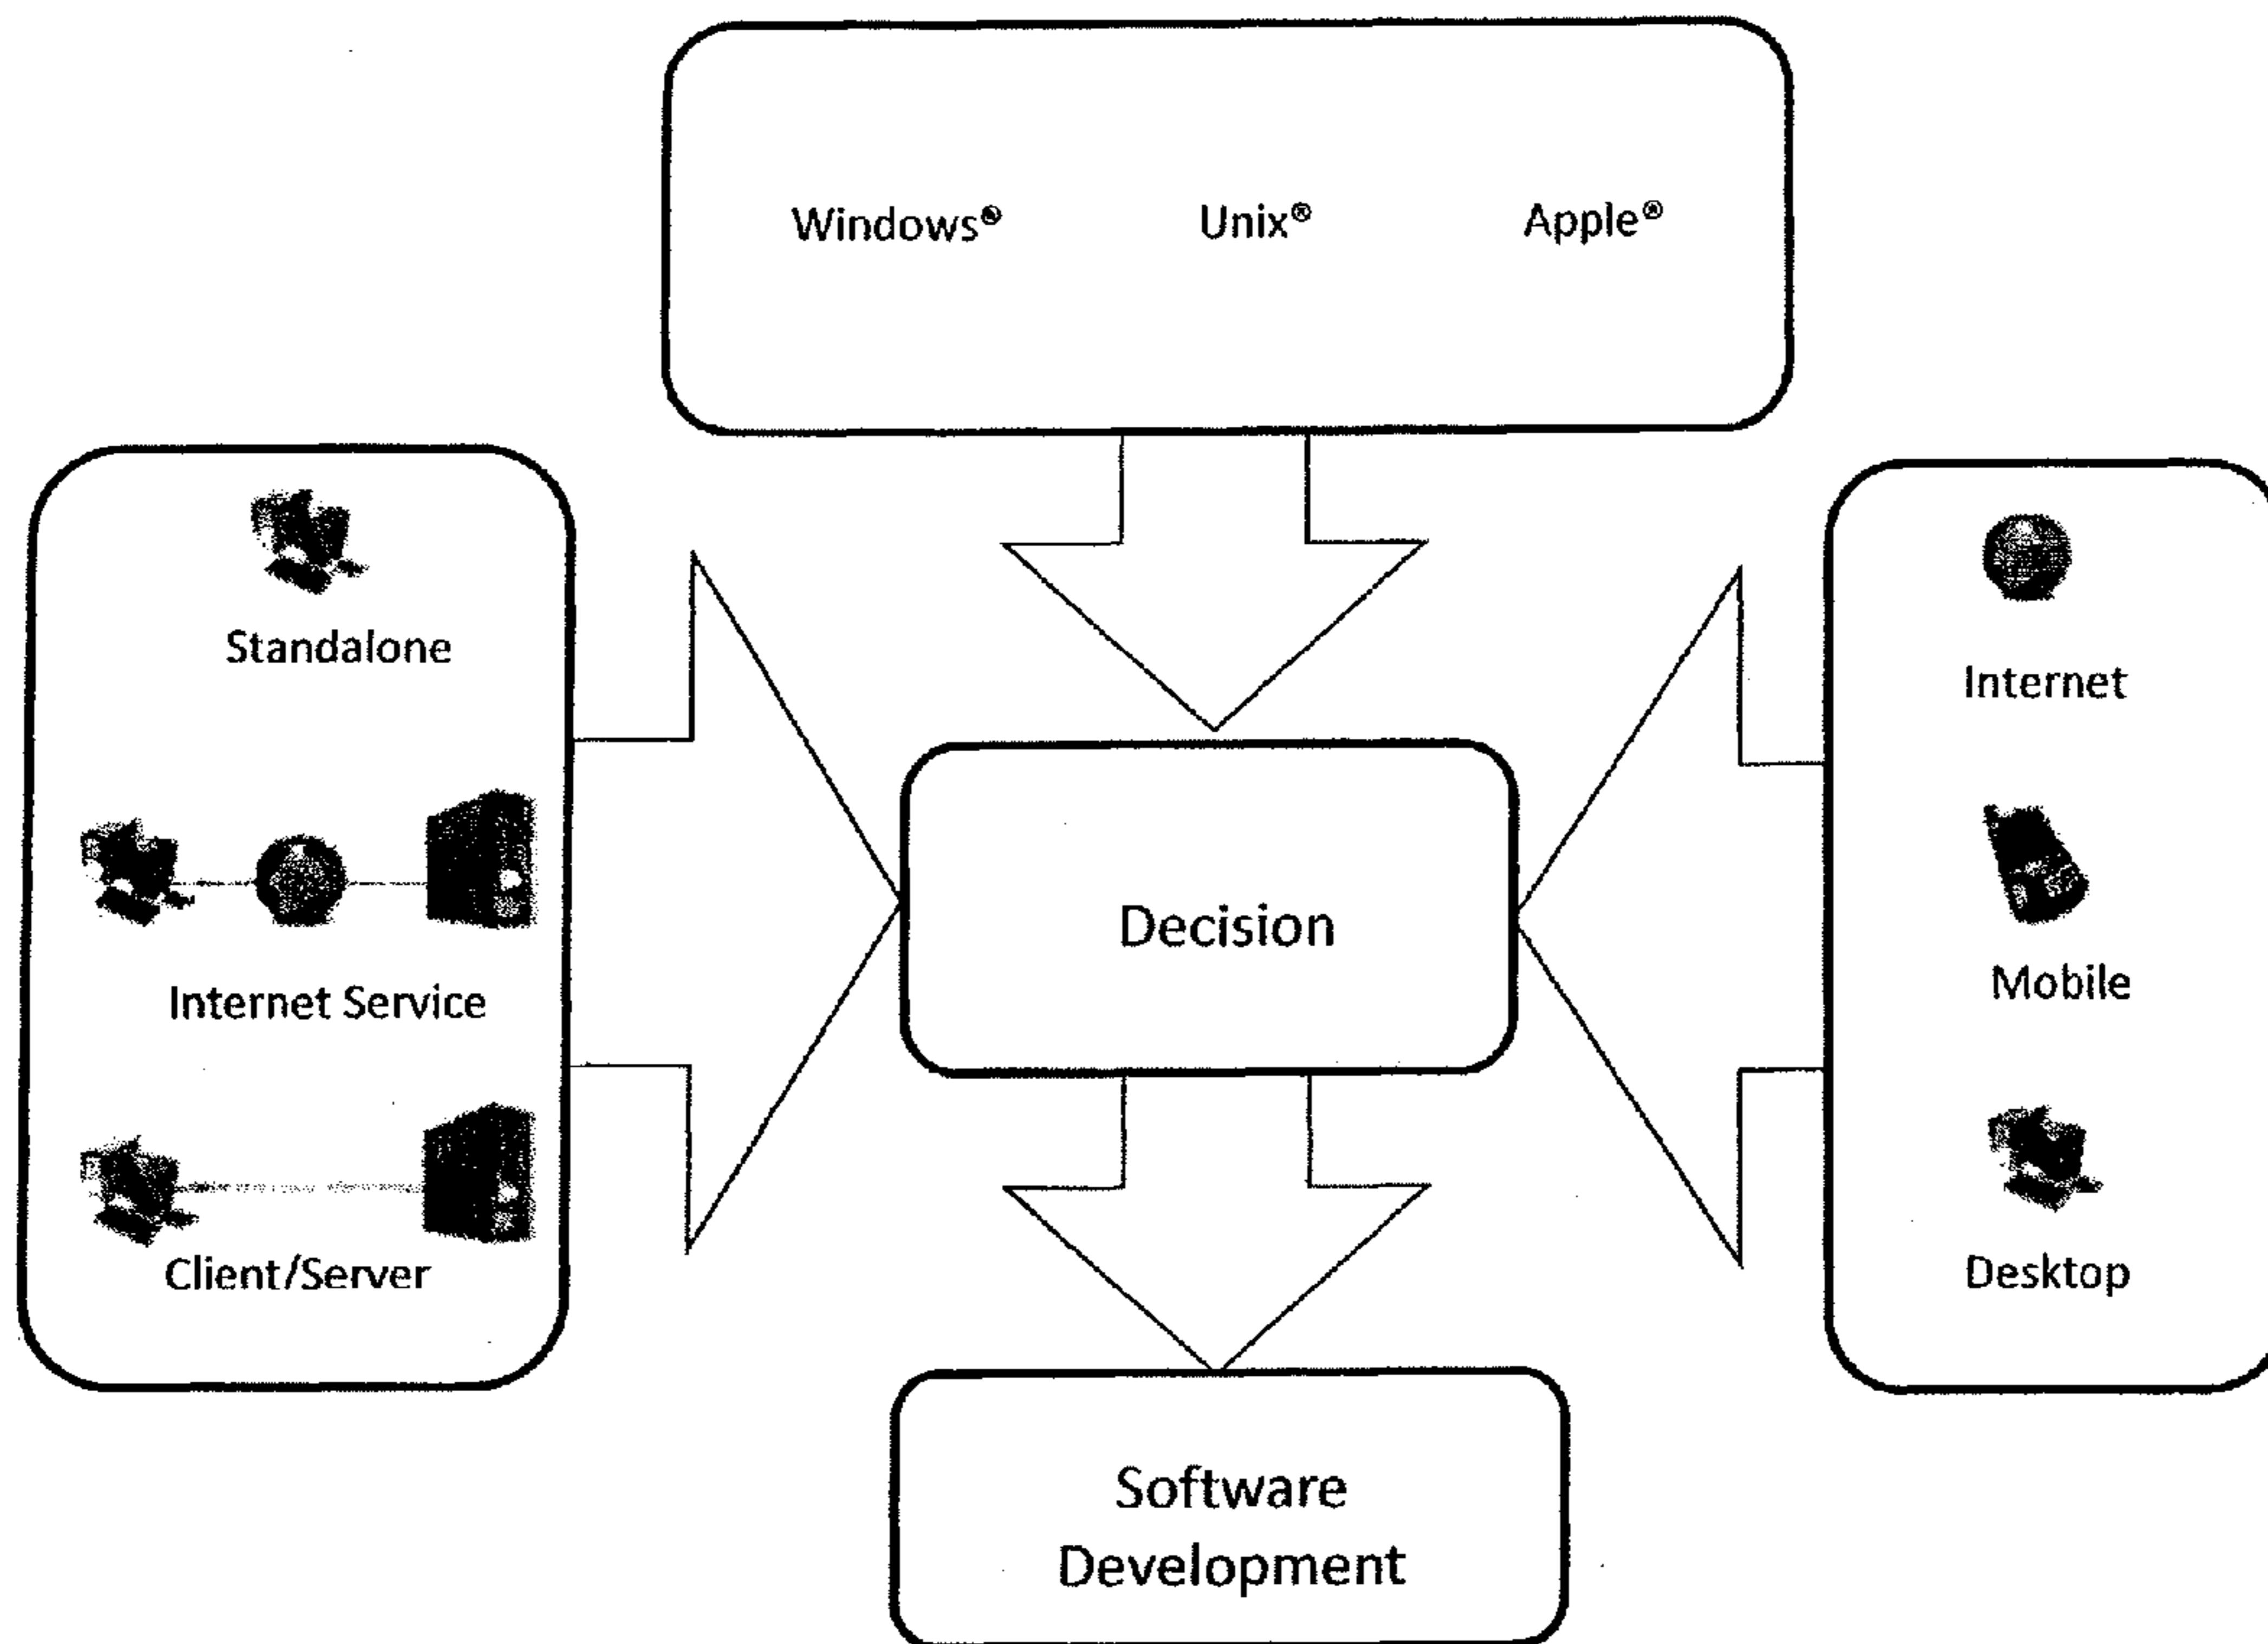 Windows® Unix® Apple®
Standalone
Internet Service
Client/Server
Decision
Internet
Mobile
Desktop
Software
Development